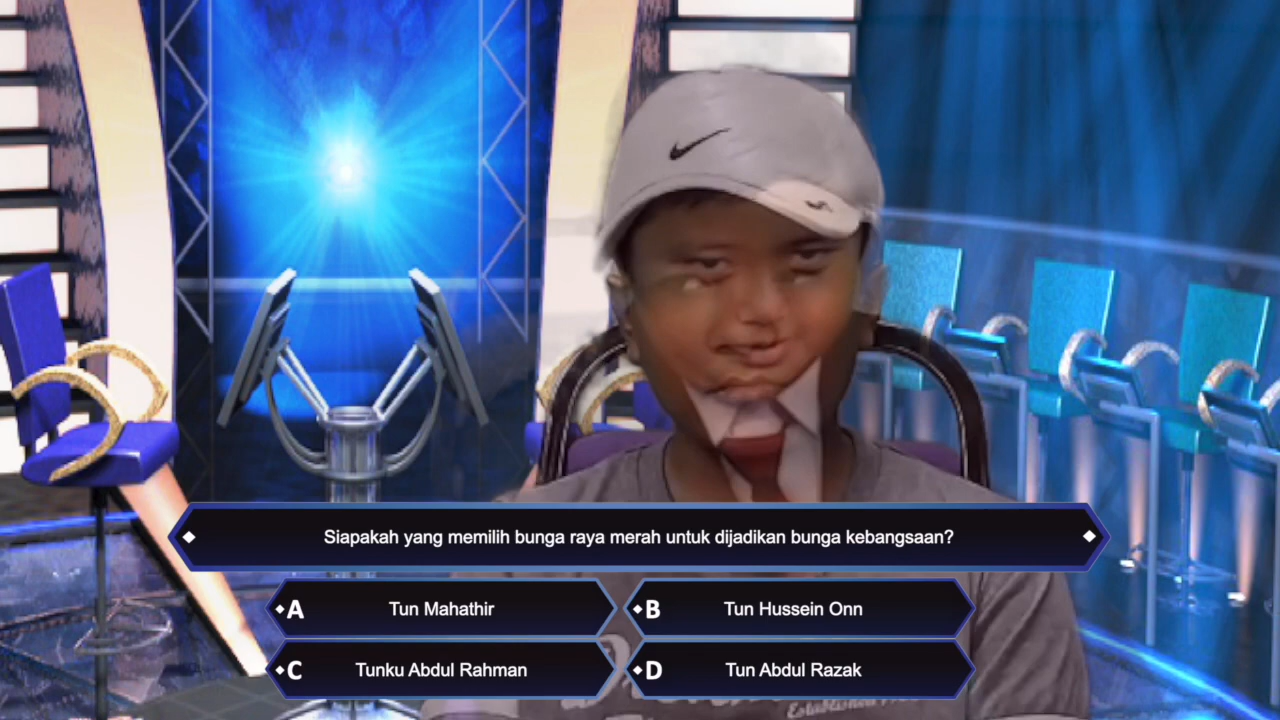 Siapakah yang memilih bunga raya merah untuk dijadikan bunga kebangsaan?
A Tun Mahathir
B Tun Hussein Onn
C Tunku Abdul Rahman
D Tun Abdul Razak
Established